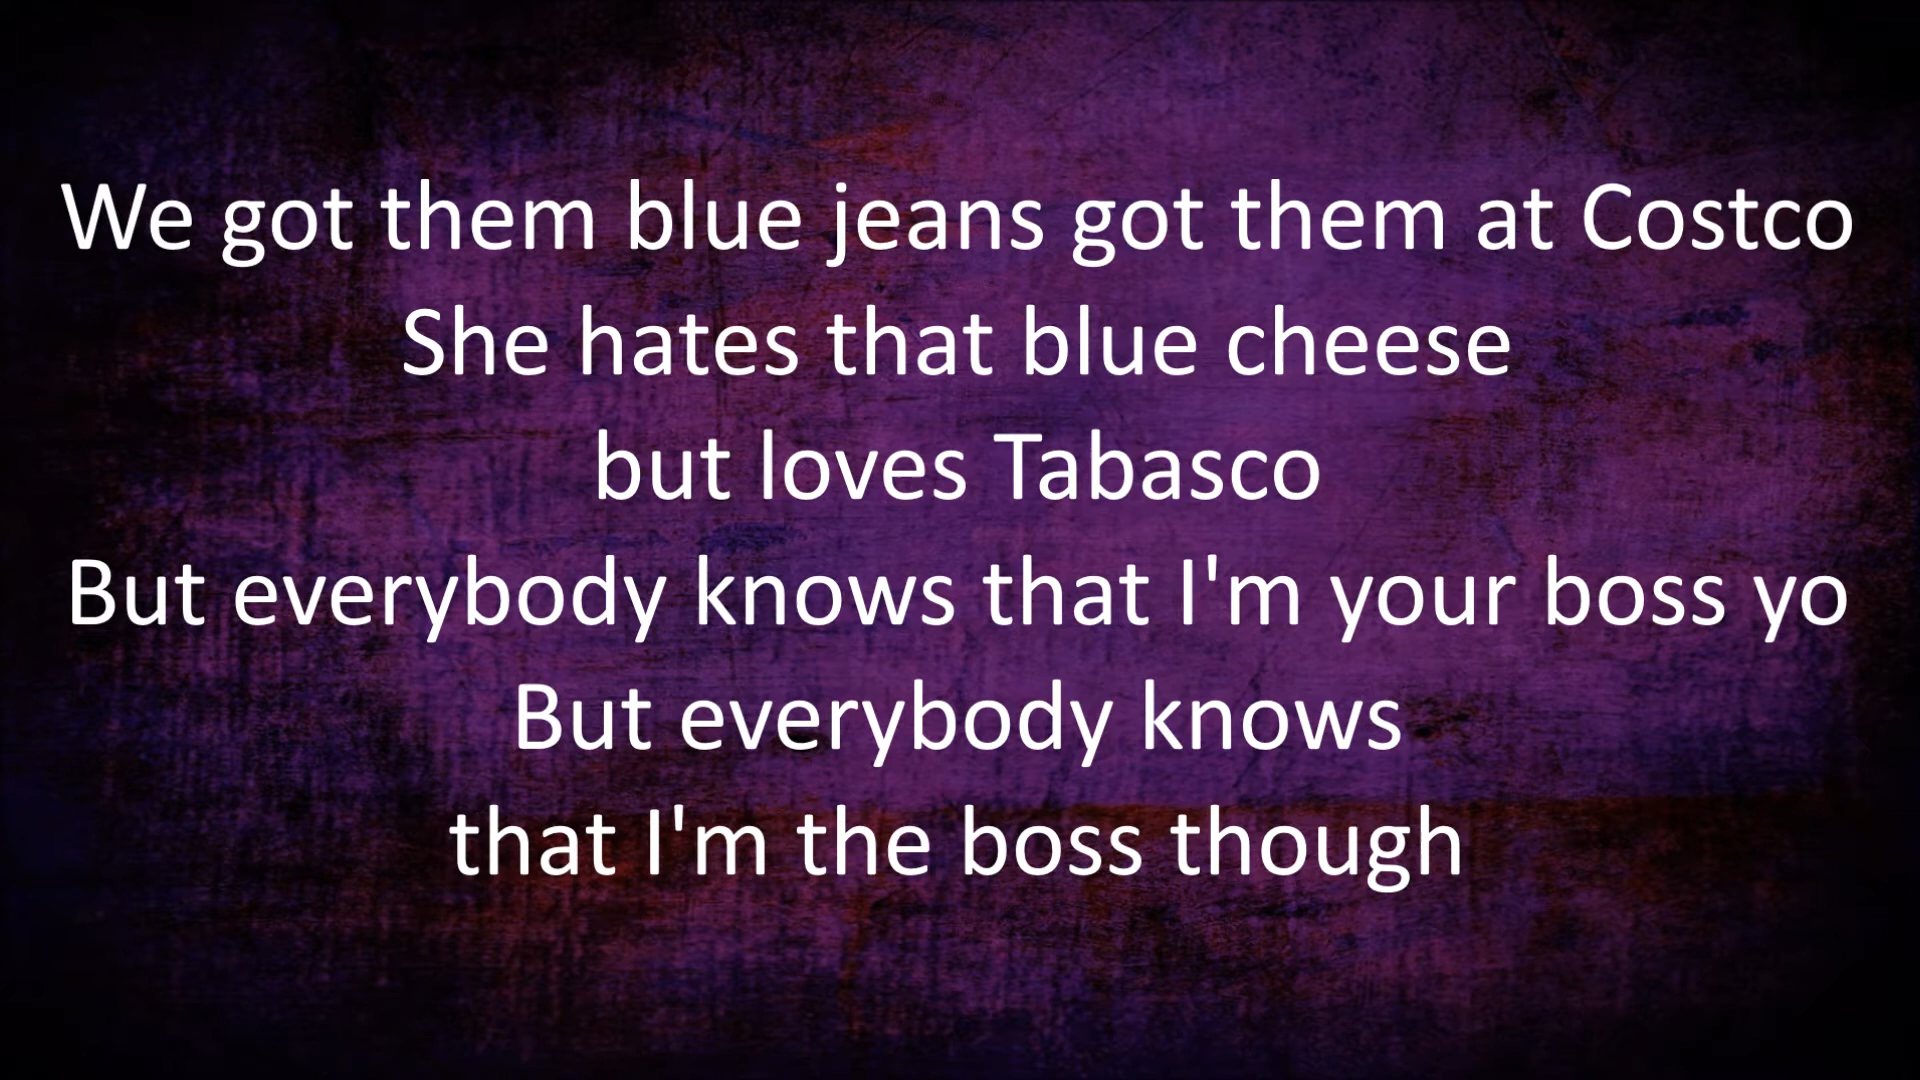 We got them blue jeans got them at Costco
She hates that blue cheese
but loves Tabasco
But everybody knows that I'm your boss yo
But everybody knows
that I'm the boss though